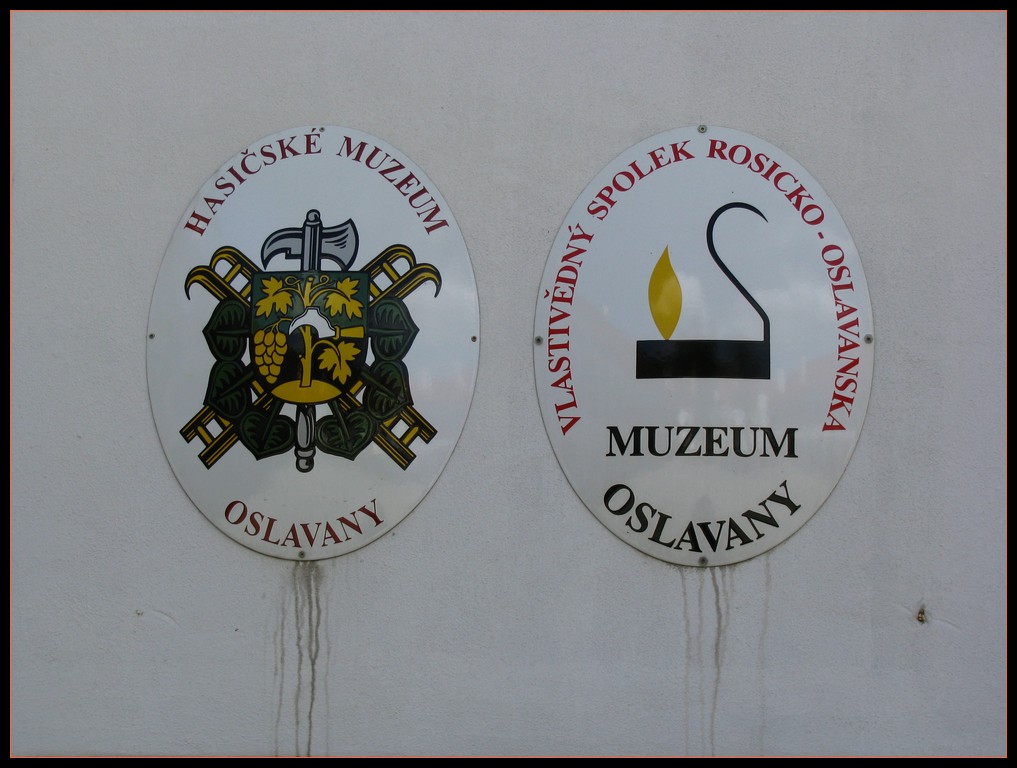 HASIČSKÉ MUZEUM
OSLAVANY
VLASTIVĚDNÝ SPOLEK ROSICKO - OSLAVANSKA
MUZEUM
OSLAVANY